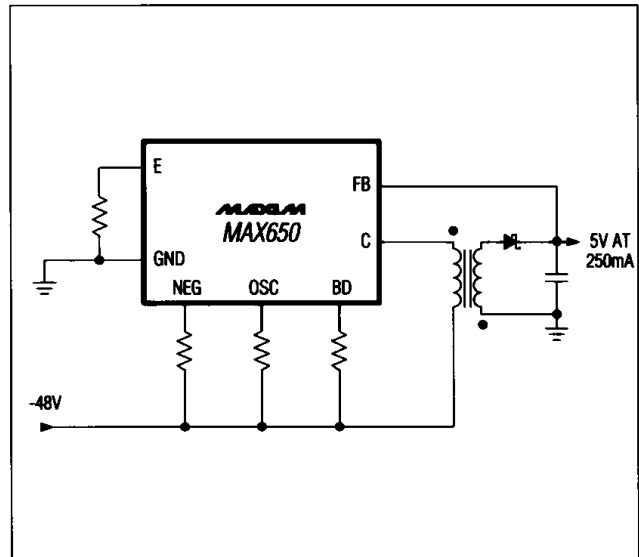 E
FB
MAXIM
MAX650
C
5V AT
250mA
GND
NEG OSC BD
-48V